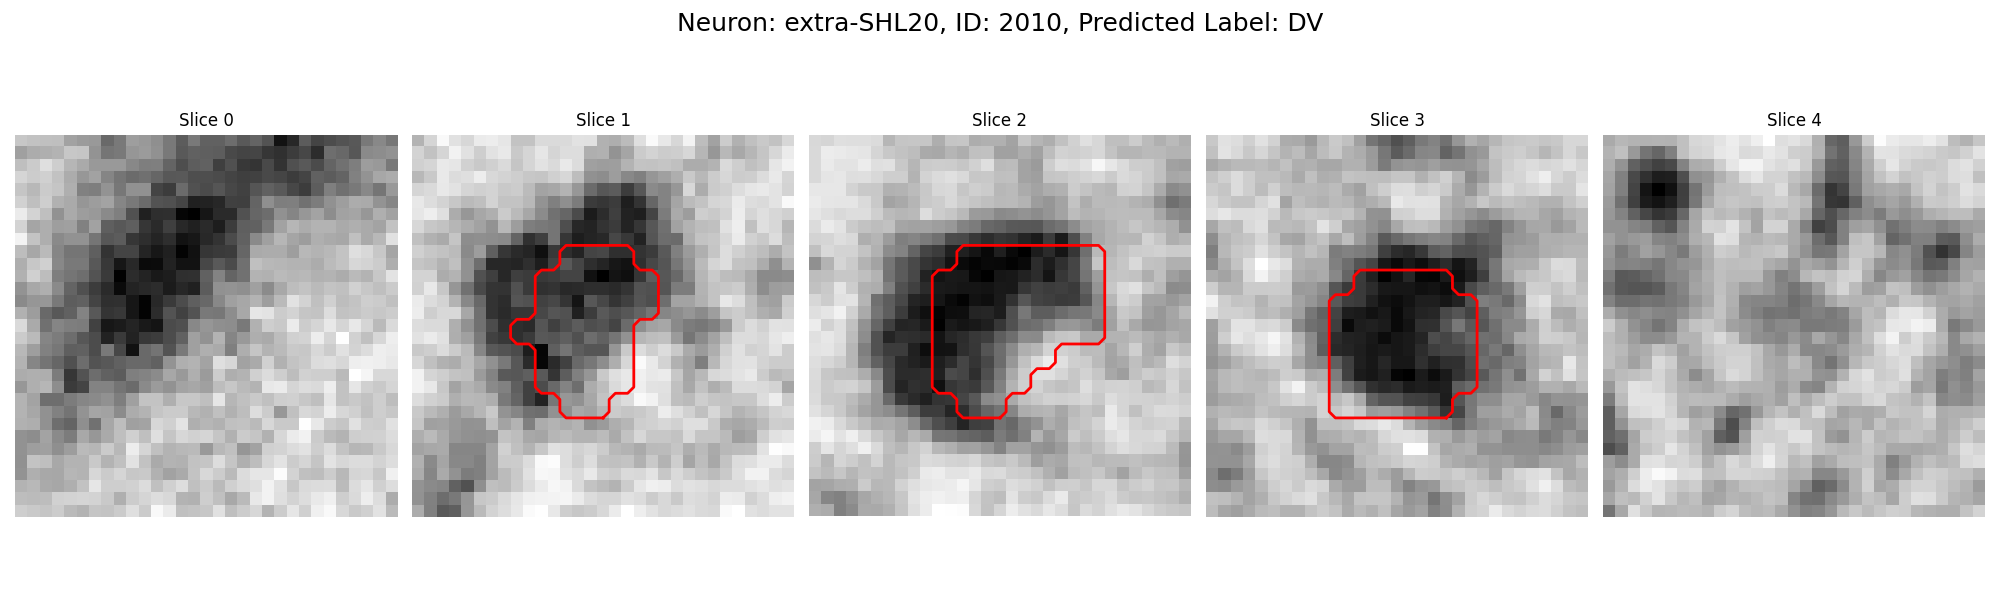 Neuron: extra-SHL20, ID: 2010, Predicted Label: DV
Slice 0
Slice 1
Slice 2
Slice 3
Slice 4